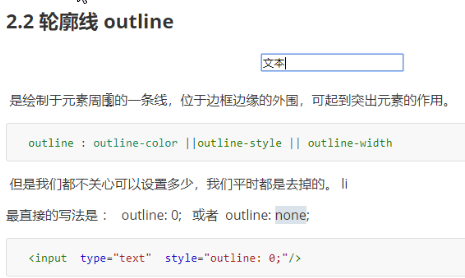 2.2 轮廓线 outline
文本
是绘制于元素周围的一条线，位于边框边缘的外围，可起到突出元素的作用。
outline : outline-color ||outline-style || outline-width
但是我们都不关心可以设置多少，我们平时都是去掉的。 li
最直接的写法是： outline: 0; 或者 outline: none;
<input type="text" style="outline: 0;"/>